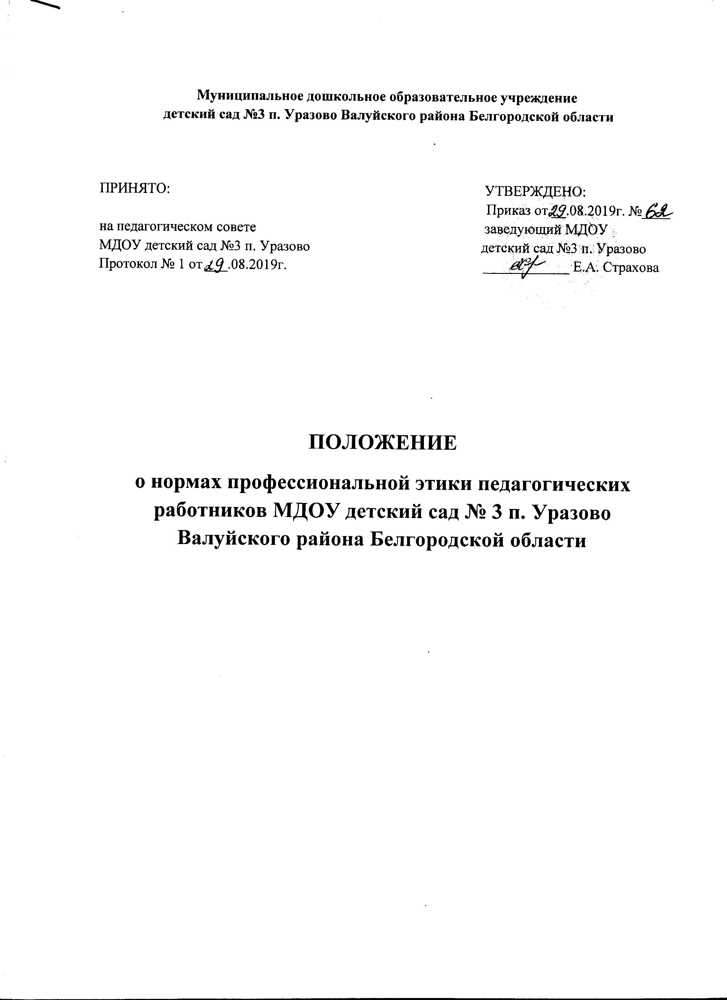 Муниципальное дошкольное образовательное учреждение
детский сад №3 п. Уразово Валуйского района Белгородской области
ПРИНЯТО:
на педагогическом совете
МДОУ детский сад №3 п. Уразово
Протокол № 1 от 29.08.2019г.
УТВЕРЖДЕНО:
Приказ от 29.08.2019г. № 62
заведующий МДОУ
детский сад №3 п. Уразово
Е.А. Страхова
ПОЛОЖЕНИЕ
о нормах профессиональной этики педагогических
работников МДОУ детский сад № 3 п. Уразово
Валуйского района Белгородской области